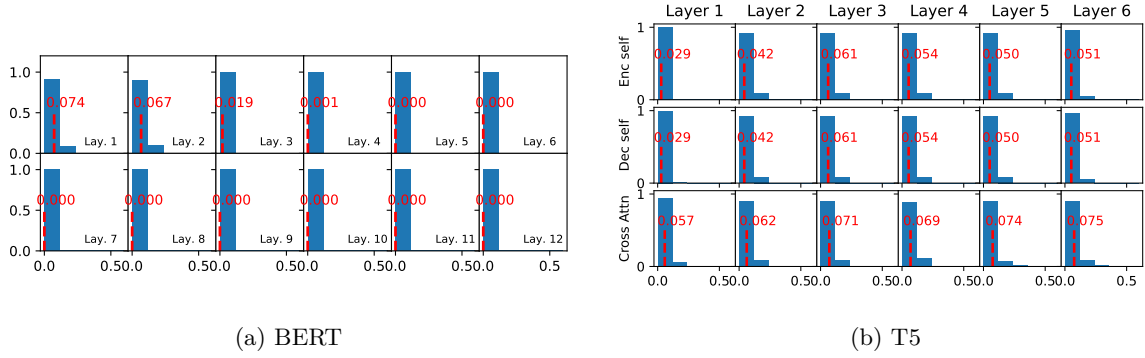 1.0
0.5
0.0
0.074
0.067
0.019
0.001
0.000
0.000
Lay. 1
Lay. 2
Lay. 3
Lay. 4
Lay. 5
Lay. 6
1.0
0.5
0.0
0.000
0.000
0.000
0.000
0.000
0.000
Lay. 7
Lay. 8
Lay. 9
Lay. 10
Lay. 11
Lay. 12
0.0 0.50.0 0.50.0 0.50.0 0.50.0 0.50.0 0.5
(a) BERT
Layer 1 Layer 2 Layer 3 Layer 4 Layer 5 Layer 6
Enc self
1
0
0.029 0.042 0.061 0.054 0.050 0.051
Dec self
1
0
0.029 0.042 0.061 0.054 0.050 0.051
Cross Attn
1
0
0.057 0.062 0.071 0.069 0.074 0.075
0.0 0.50.0 0.50.0 0.50.0 0.50.0 0.50.0 0.5
(b) T5